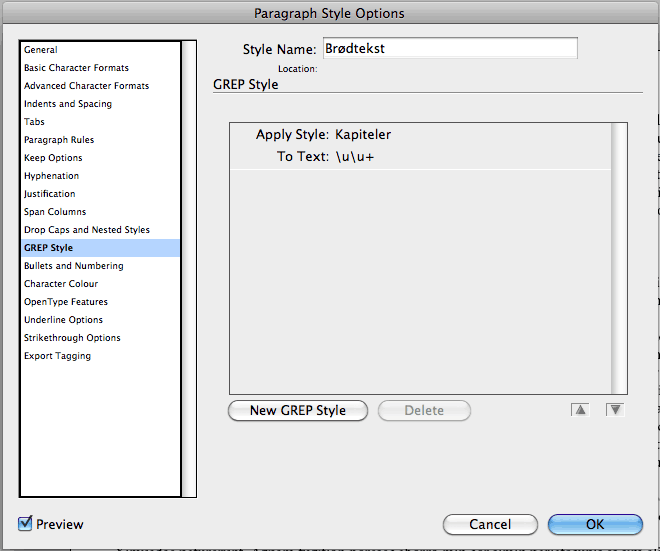 Paragraph Style Options
General
Basic Character Formats
Advanced Character Formats
Indents and Spacing
Tabs
Paragraph Rules
Keep Options
Hyphenation
Justification
Span Columns
Drop Caps and Nested Styles
GREP Style
Bullets and Numbering
Character Colour
OpenType Features
Underline Options
Strikethrough Options
Export Tagging
Style Name: Brødtekst
Location:
GREP Style
Apply Style: Kapiteler
To Text: \u\u+
New GREP Style
Delete
Preview
Cancel
OK